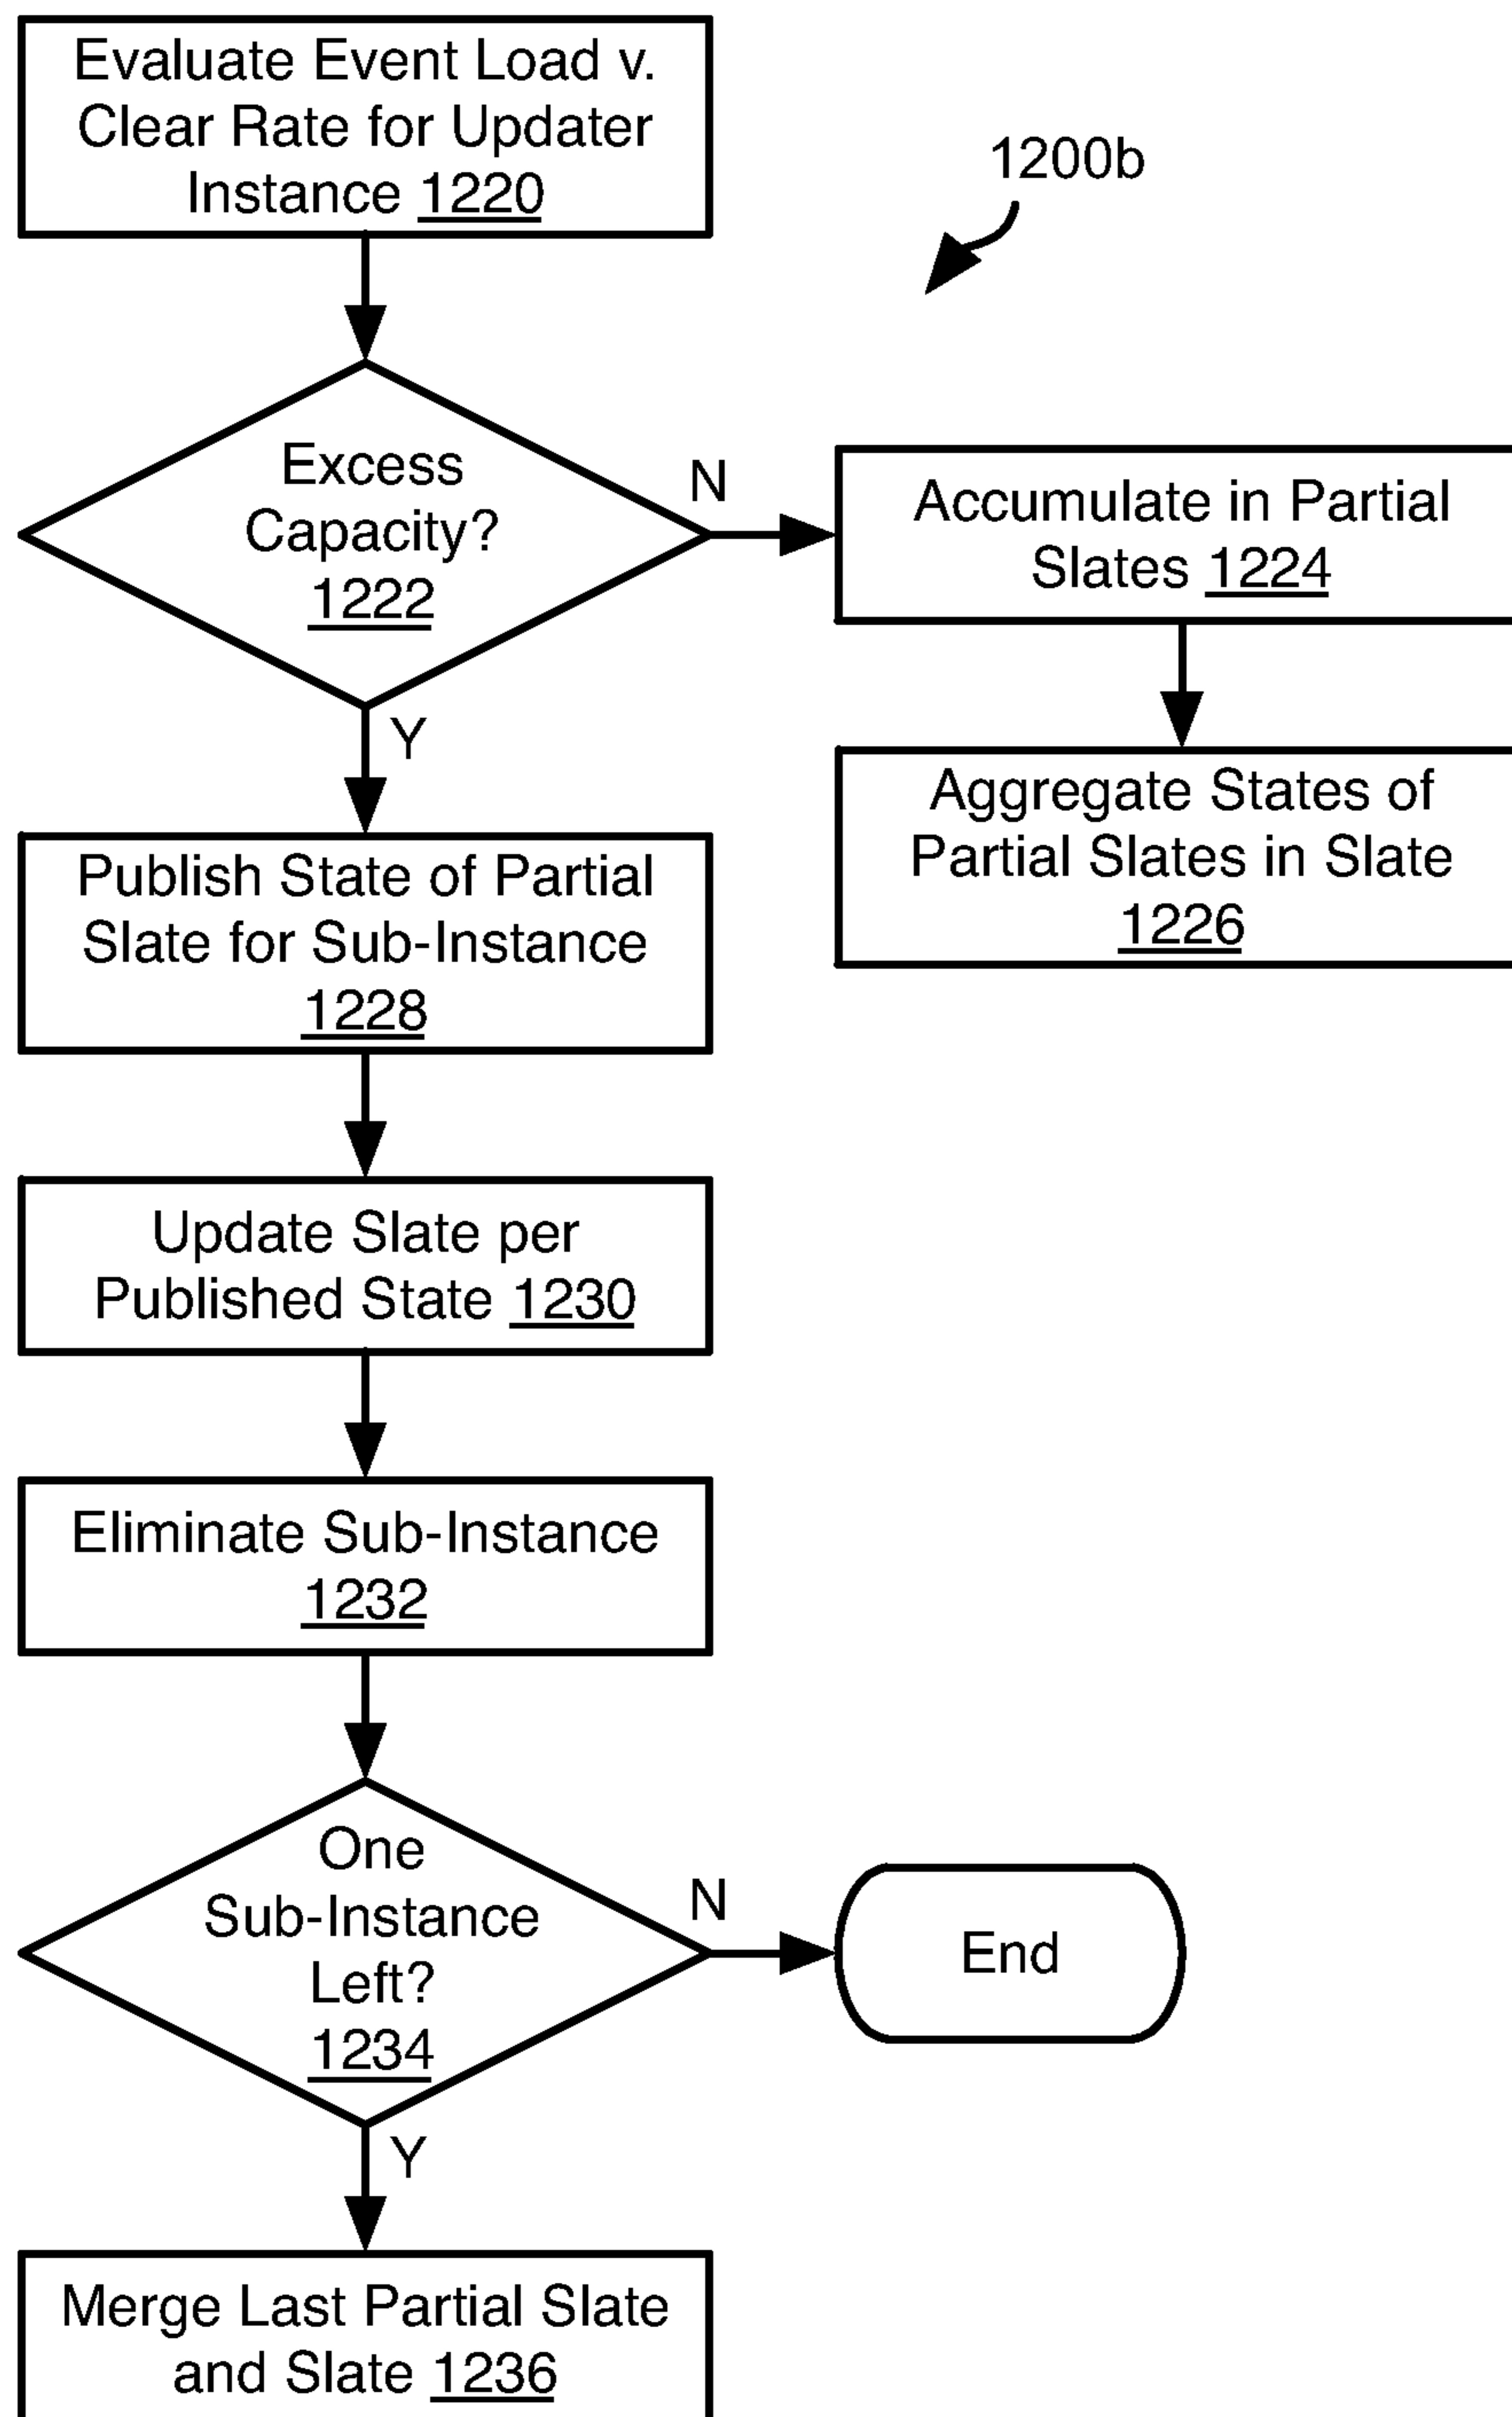 Evaluate Event Load v.
Clear Rate for Updater
Instance 1220
1200b
Excess
Capacity?
1222
N
Accumulate in Partial
Slates 1224
Y
Aggregate States of
Partial Slates in Slate
1226
Publish State of Partial
Slate for Sub-Instance
1228
Update Slate per
Published State 1230
Eliminate Sub-Instance
1232
One
Sub-Instance
Left?
1234
N
End
Y
Merge Last Partial Slate
and Slate 1236